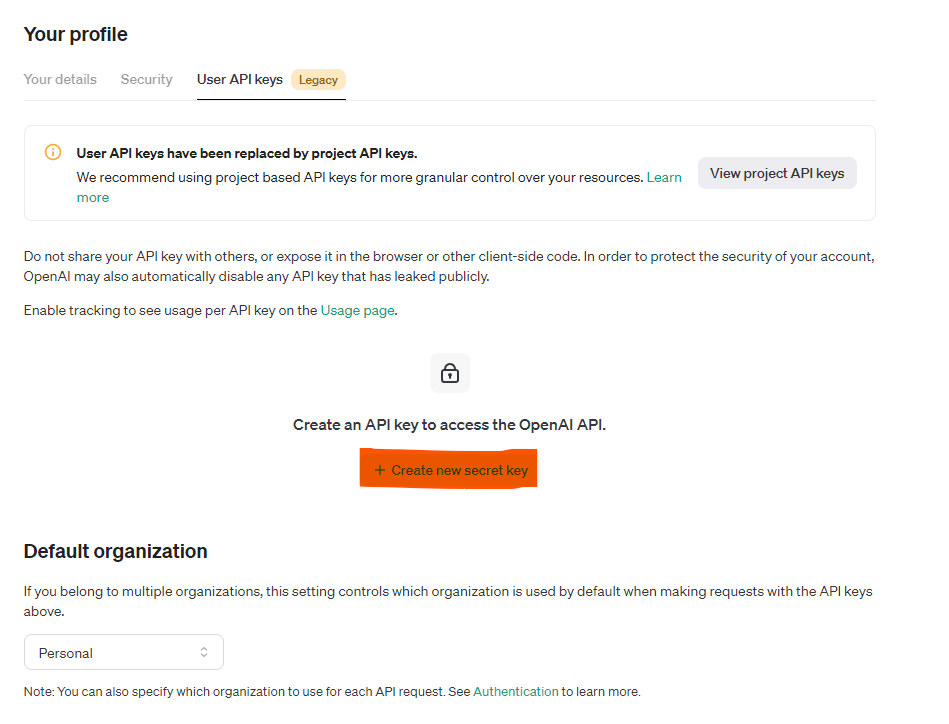 Your profile
Your details Security User API keys Legacy
User API keys have been replaced by project API keys.
We recommend using project based API keys for more granular control over your resources. Learn
more
View project API keys
Do not share your API key with others, or expose it in the browser or other client-side code. In order to protect the security of your account,
OpenAI may also automatically disable any API key that has leaked publicly.
Enable tracking to see usage per API key on the Usage page.
Create an API key to access the OpenAI API.
+ Create new secret key
Default organization
If you belong to multiple organizations, this setting controls which organization is used by default when making requests with the API keys
above.
Personal
Note: You can also specify which organization to use for each API request. See Authentication to learn more.